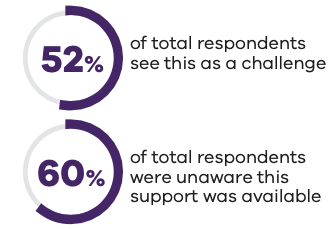 52%
of total respondents
see this as a challenge
60%
of total respondents
were unaware this
support was available